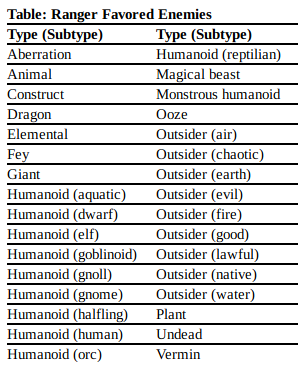 Table: Ranger Favored Enemies
Type (Subtype) Type (Subtype)
Aberration Humanoid (reptilian)
Animal Magical beast
Construct Monstrous humanoid
Dragon Ooze
Elemental Outsider (air)
Fey Outsider (chaotic)
Giant Outsider (earth)
Humanoid (aquatic) Outsider (evil)
Humanoid (dwarf) Outsider (fire)
Humanoid (elf) Outsider (good)
Humanoid (goblinoid) Outsider (lawful)
Humanoid (gnoll) Outsider (native)
Humanoid (gnome) Outsider (water)
Humanoid (halfling) Plant
Humanoid (human) Undead
Humanoid (orc) Vermin